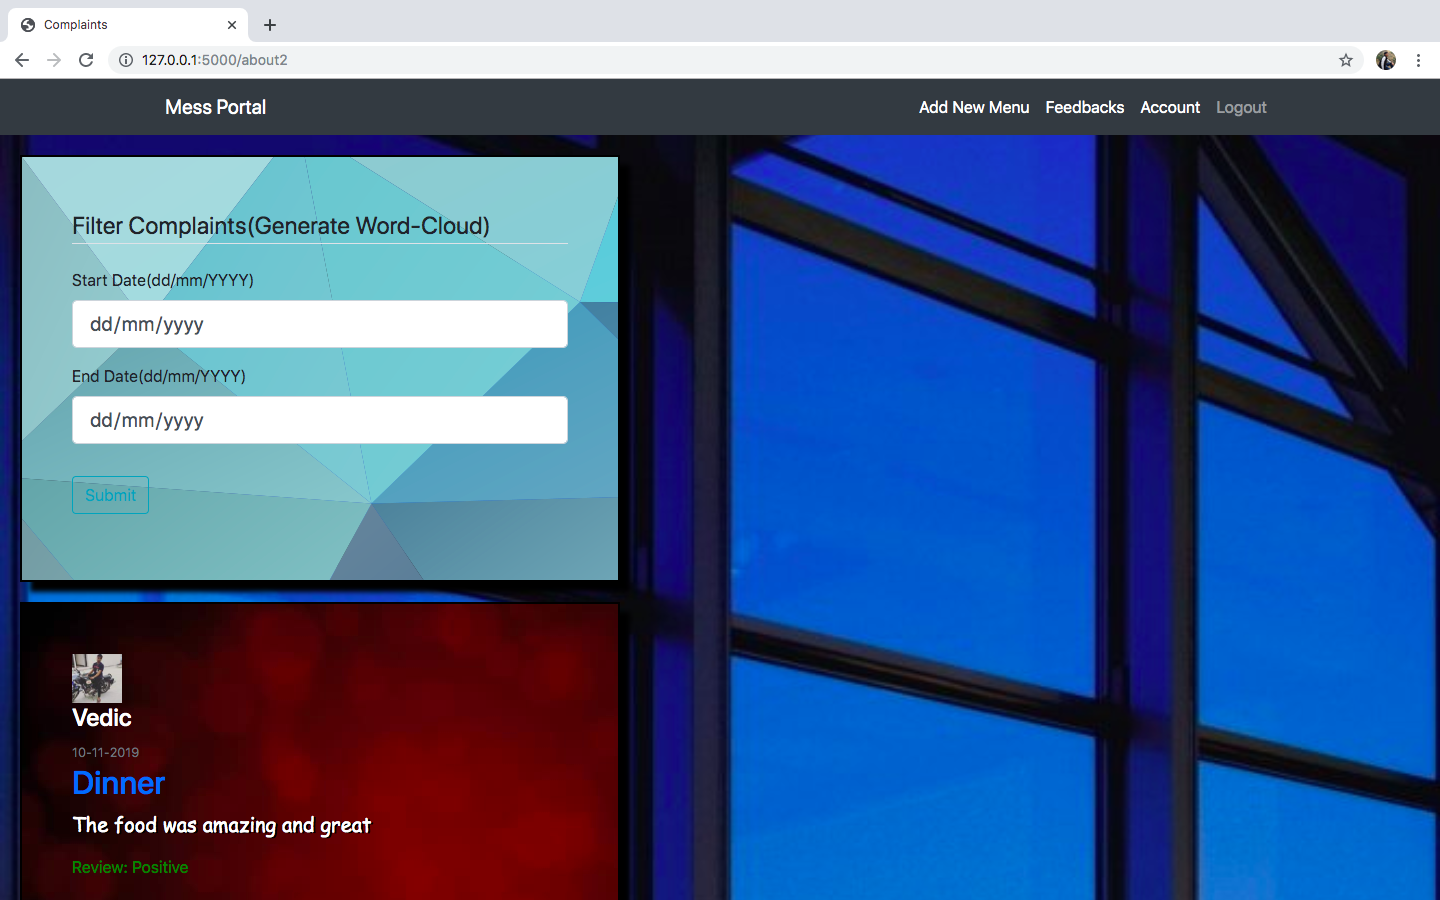 Complaints
127.0.0.1:5000/about2
Mess Portal
Add New Menu Feedbacks Account Logout
Filter Complaints(Generate Word-Cloud)
Start Date(dd/mm/YYYY)
dd/mm/yyyy
End Date(dd/mm/YYYY)
dd/mm/yyyy
Submit
Vedic
10-11-2019
Dinner
The food was amazing and great
Review: Positive